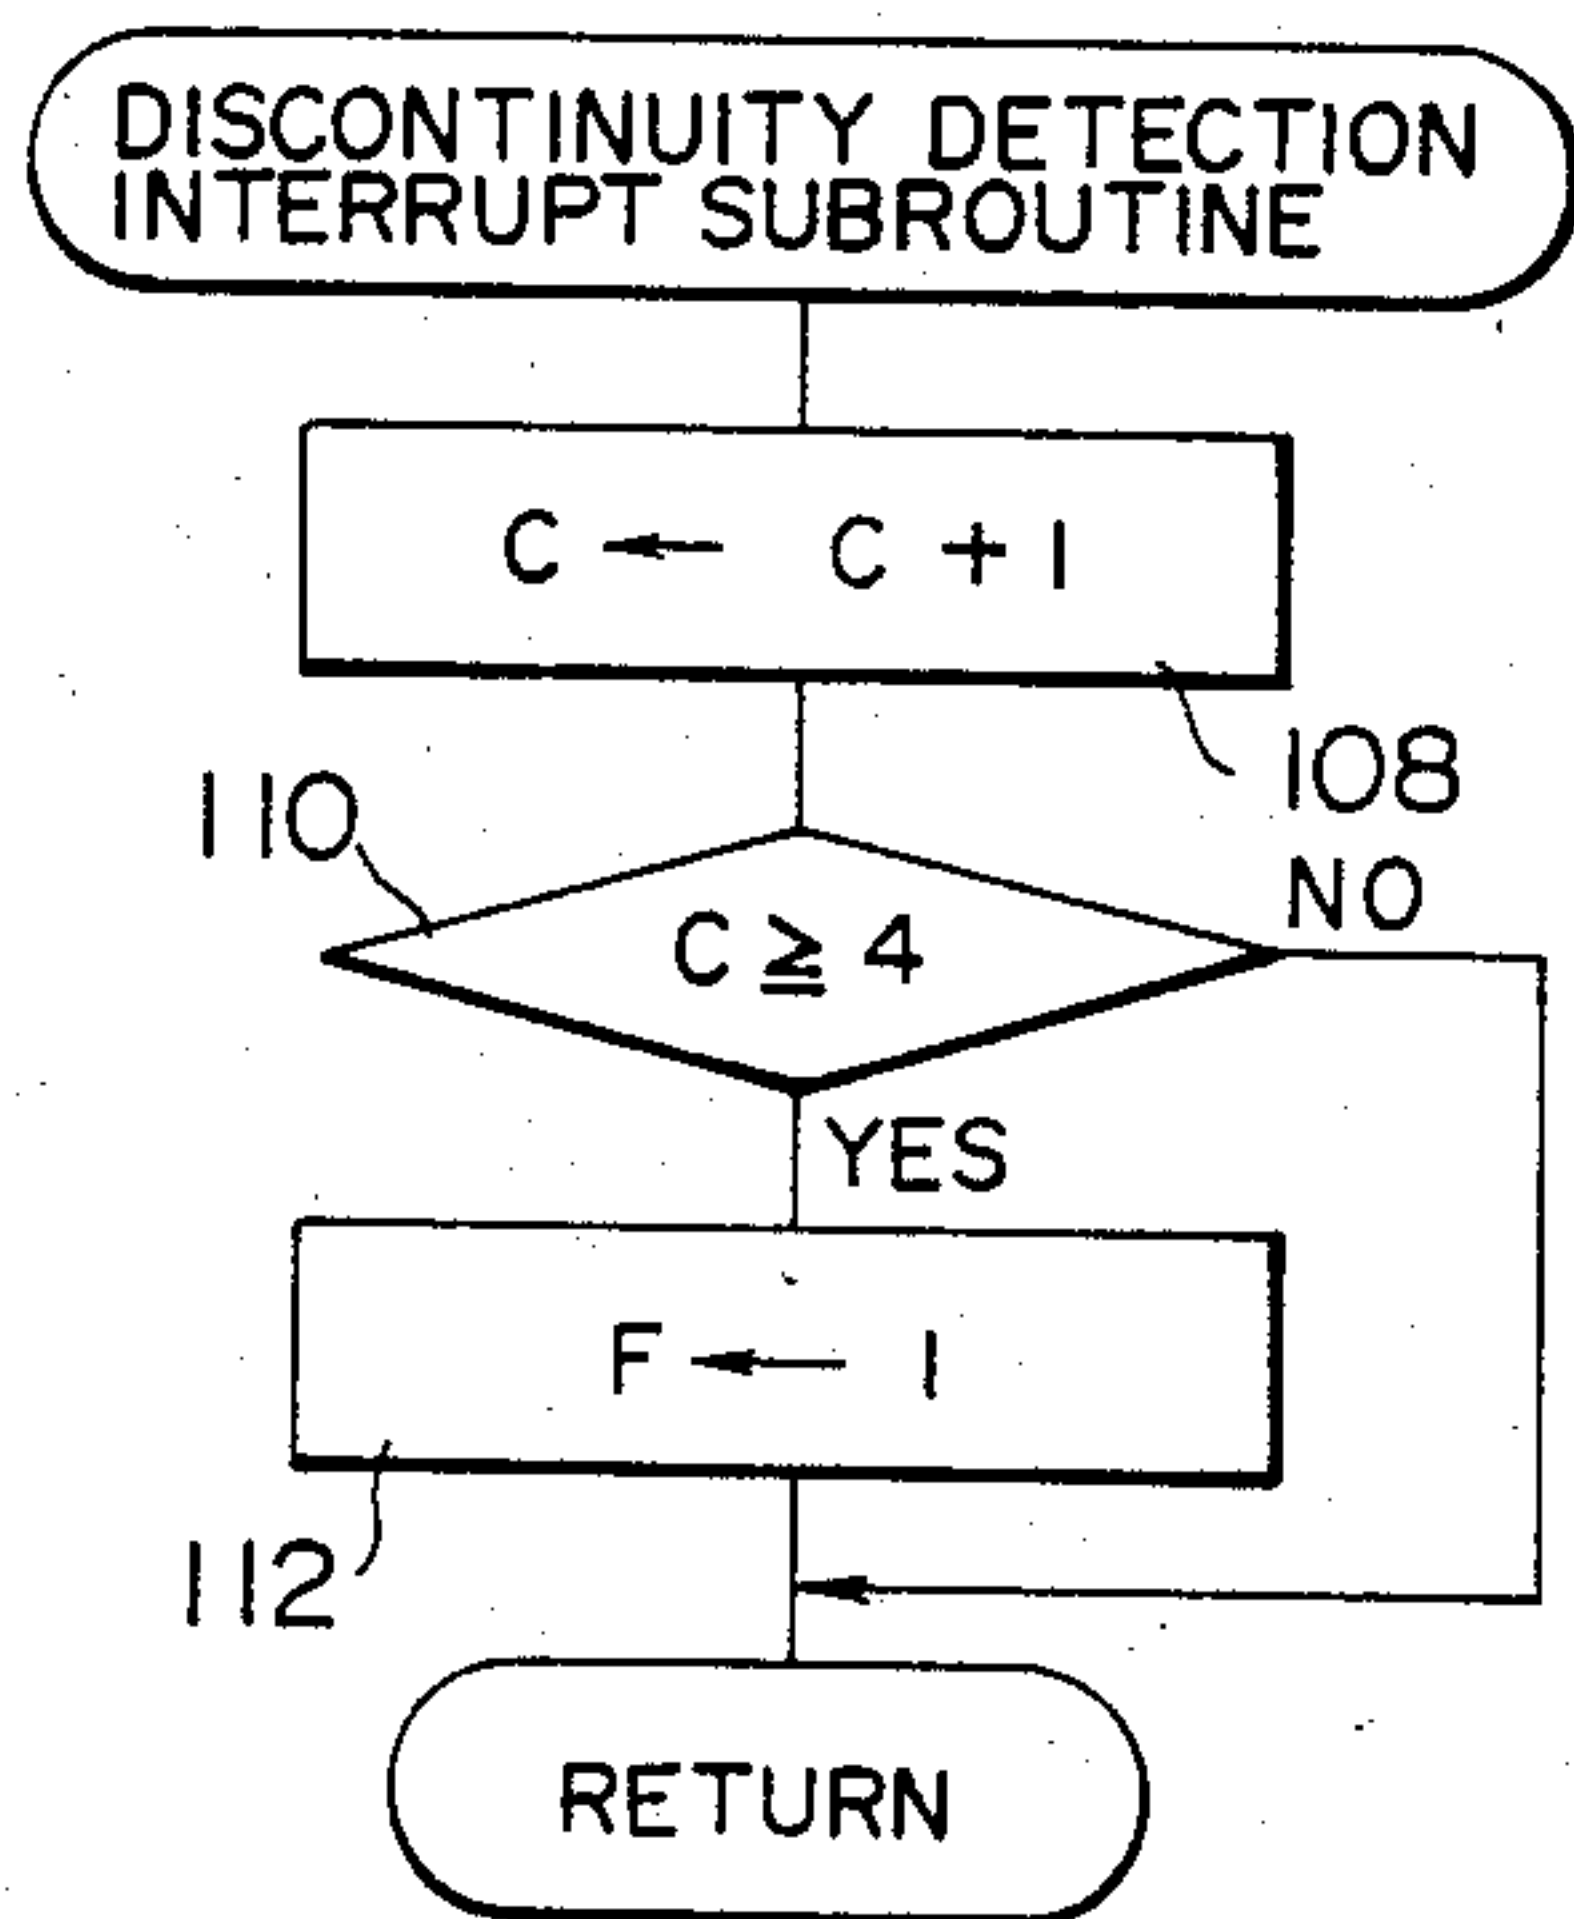 DISCONTINUITY DETECTION
INTERRUPT SUBROUTINE
C ← C + 1
108
110
NO
C ≧ 4
YES
F ← 1
112
RETURN